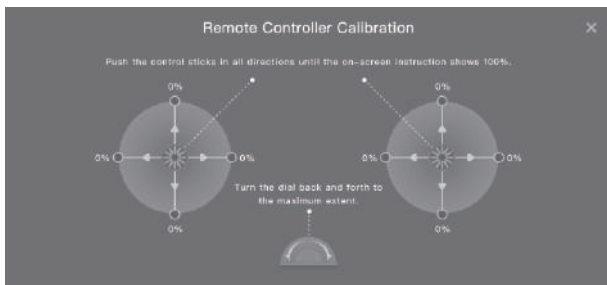 Remote Controller Calibration
Push the control sticks in all directions until the on-screen instruction shows 100%.
0%
0%
0% 0%
0% 0%
Turn the dial back and forth to
the maximum extent.
0%
0%